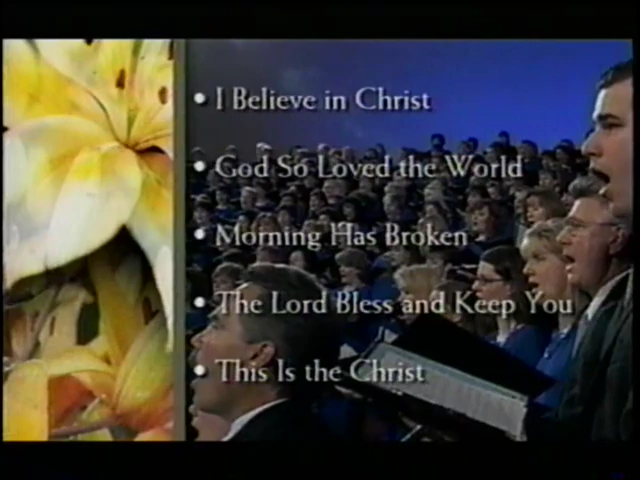 • I Believe in Christ
• God So Loved the World
• Morning Has Broken
• The Lord Bless and Keep You
• This Is the Christ